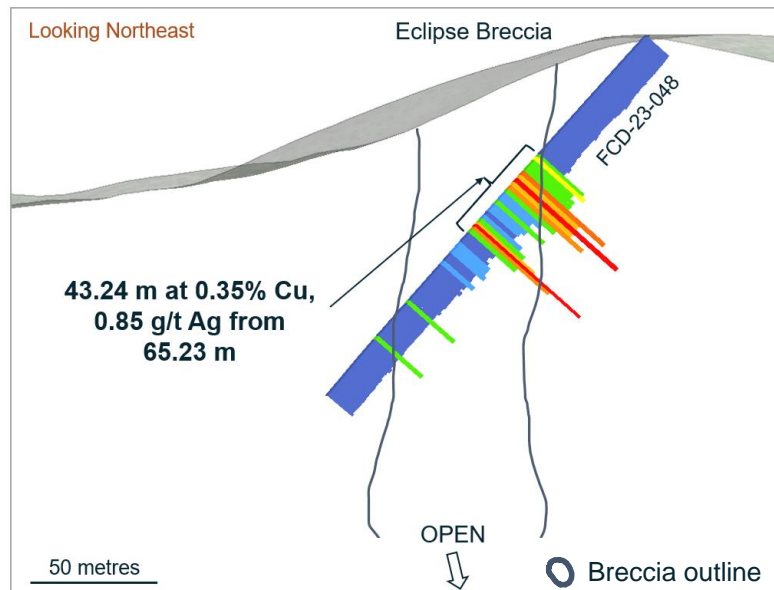 Looking Northeast
Eclipse Breccia
FCD-23-048
43.24 m at 0.35% Cu,
0.85 g/t Ag from
65.23 m
OPEN
50 metres
Breccia outline